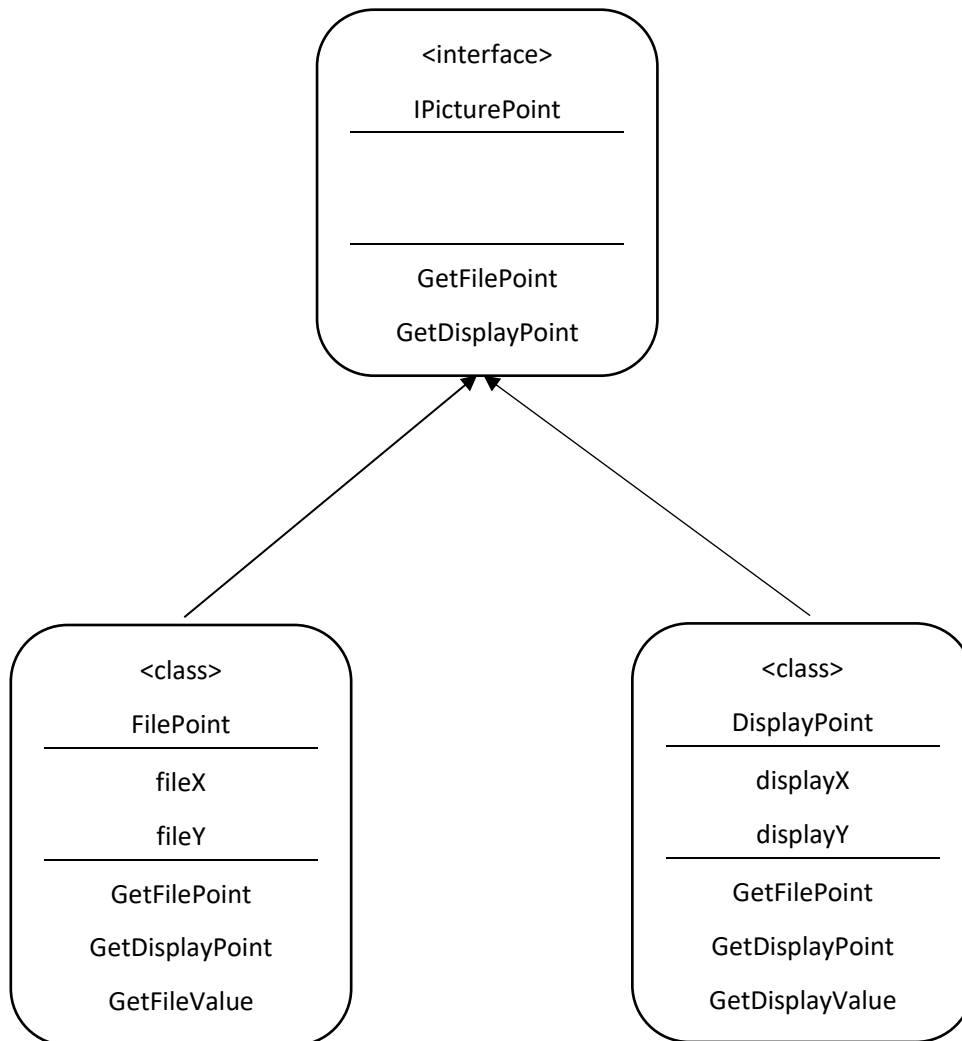 <interface>
IPicturePoint
GetFilePoint
GetDisplayPoint
<class>
FilePoint
fileX
fileY
GetFilePoint
GetDisplayPoint
GetFileValue
<class>
DisplayPoint
displayX
displayY
GetFilePoint
GetDisplayPoint
GetDisplayValue